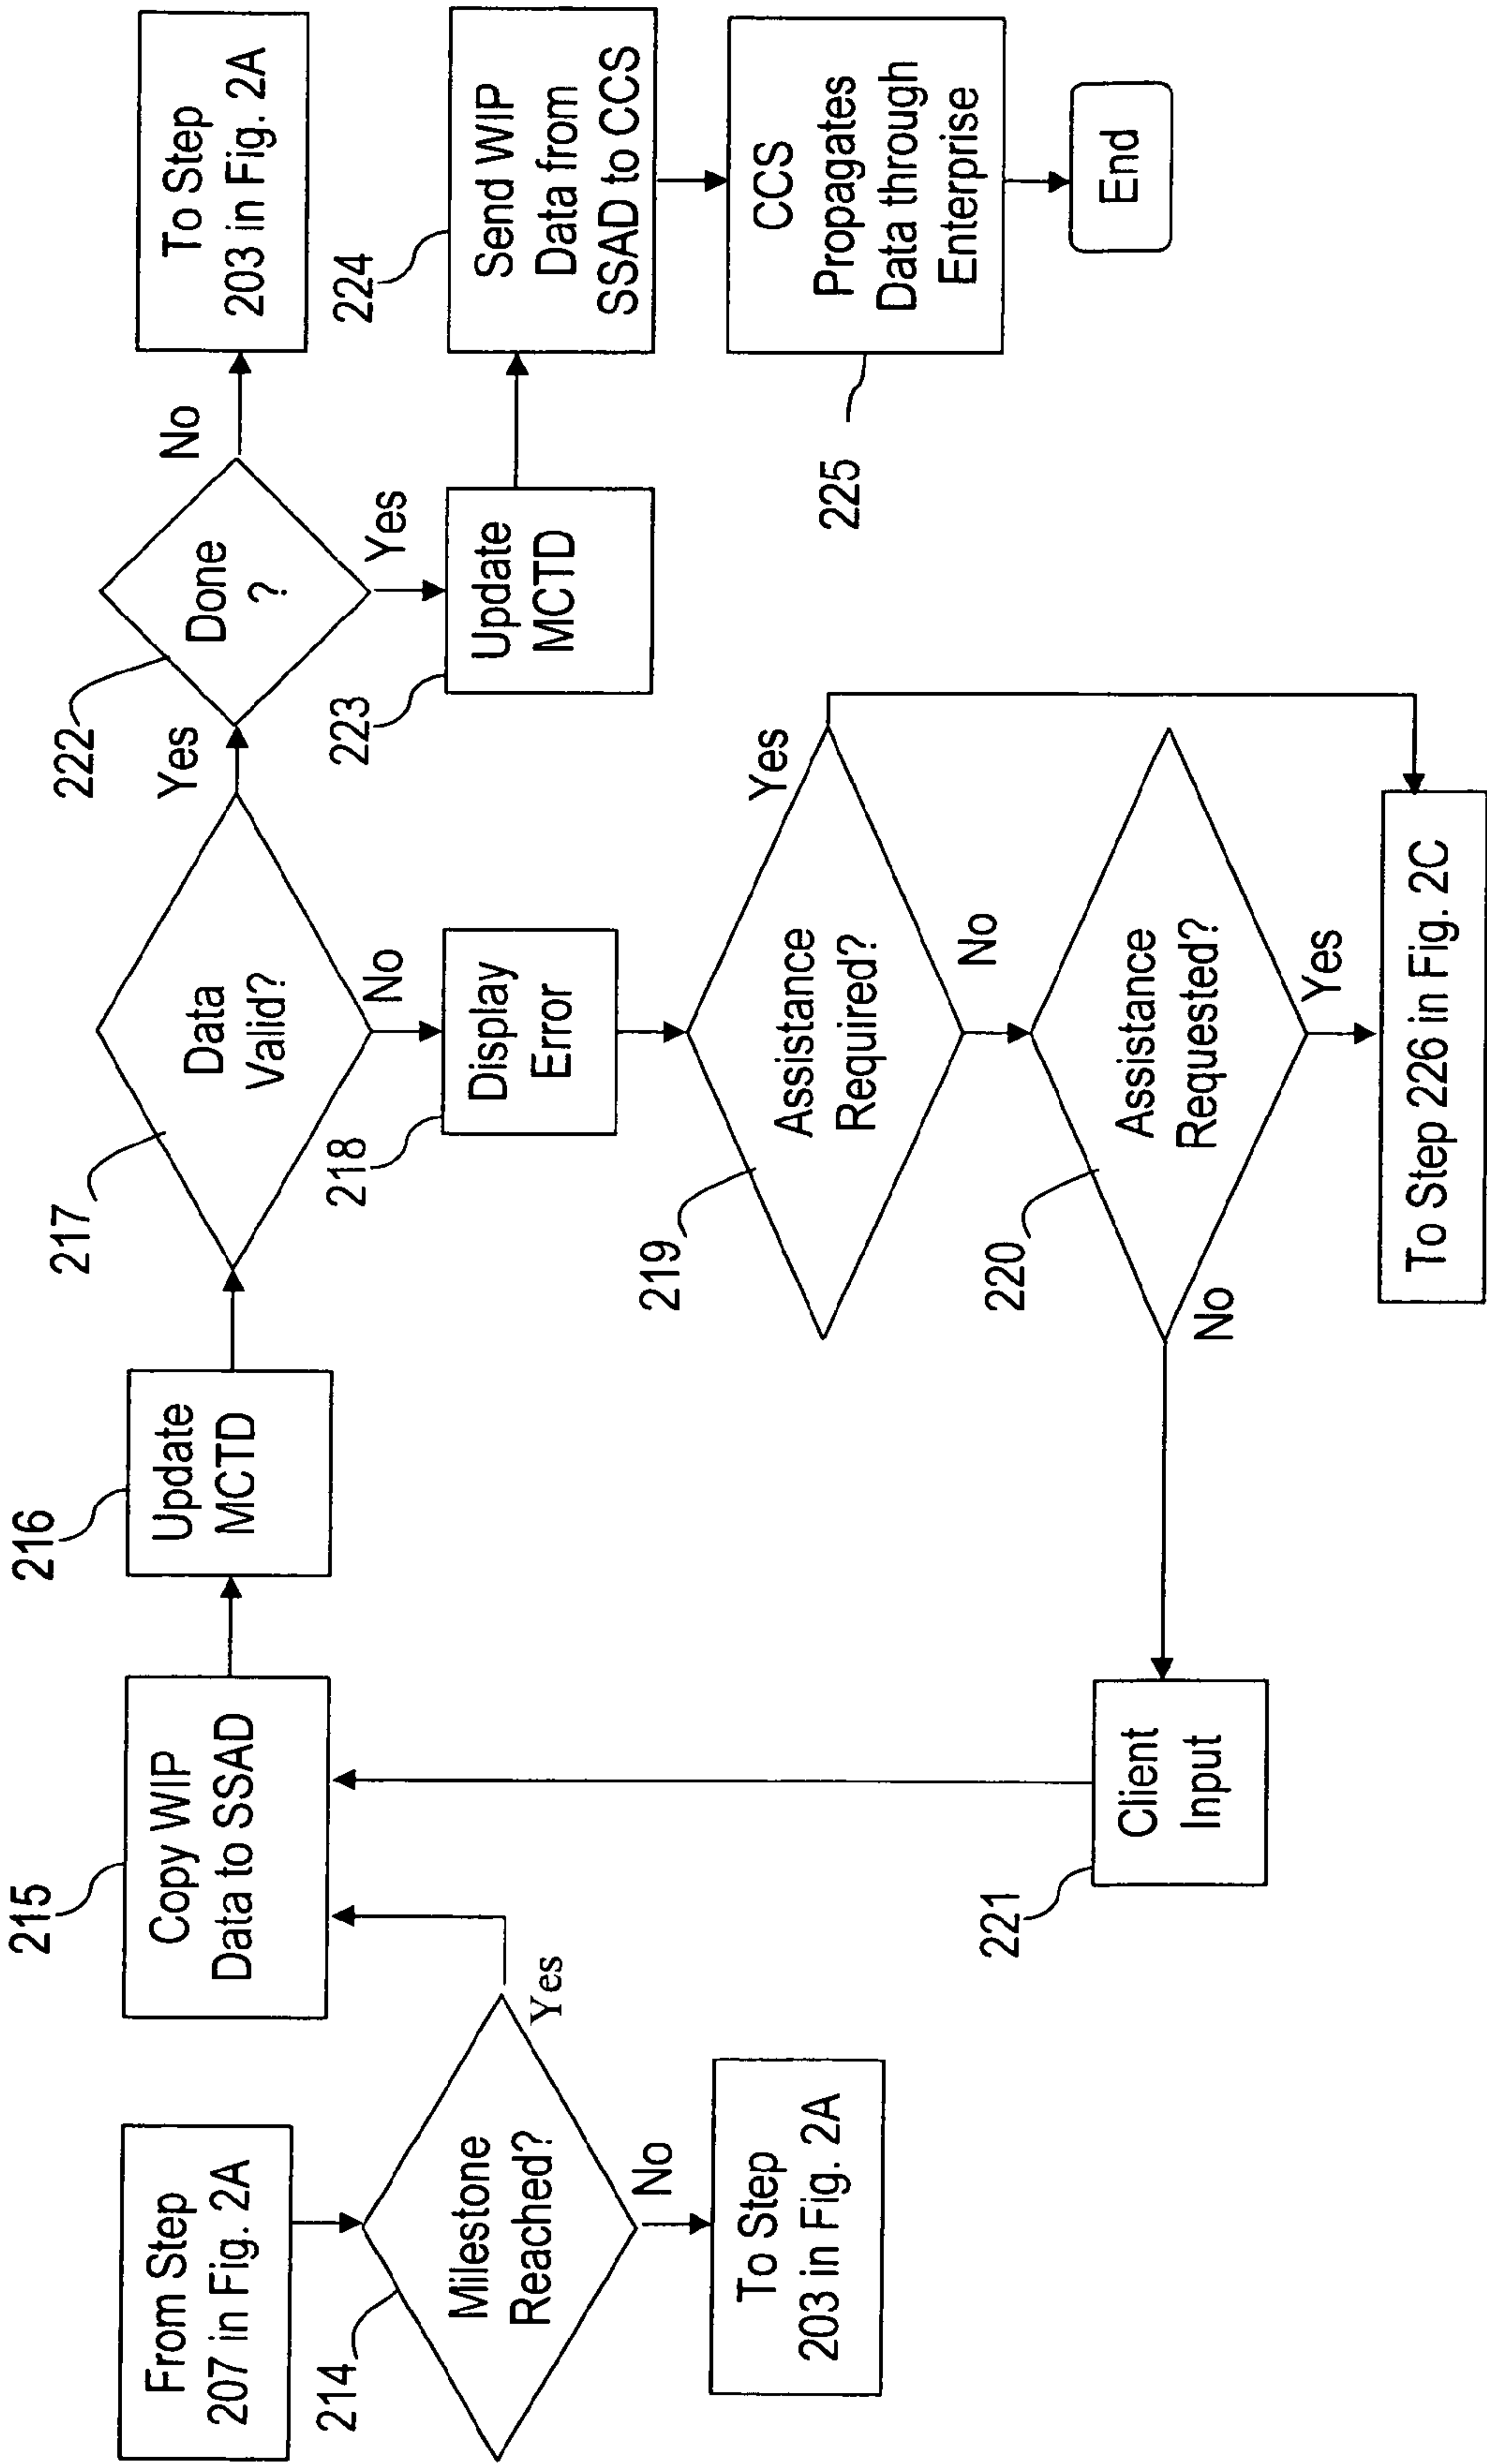 From Step
207 in Fig. 2A
214
Milestone
Reached?
Yes
No
To Step
203 in Fig. 2A
215
Copy WIP
Data to SSAD
216
Update
MCTD
217
Data
Valid?
Yes
No
218
Display
Error
219
Assistance
Required?
Yes
No
220
Assistance
Requested?
No
Yes
221
Client
Input
To Step 226 in Fig. 2C
222
Done
?
No
Yes
To Step
203 in Fig. 2A
223
Update
MCTD
224
Send WIP
Data from
SSAD to CCS
225
CCS
Propagates
Data through
Enterprise
End